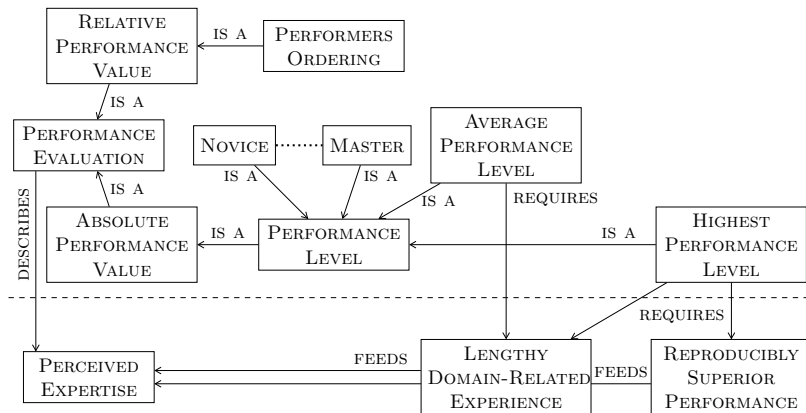 RELATIVE
PERFORMANCE
VALUE
IS A
PERFORMERS
ORDERING
IS A
PERFORMANCE
EVALUATION
NOVICE
MASTER
AVERAGE
PERFORMANCE
LEVEL
IS A
IS A
IS A
IS A
REQUIRES
DESCRIBES
ABSOLUTE
PERFORMANCE
VALUE
IS A
PERFORMANCE
LEVEL
IS A
HIGHEST
PERFORMANCE
LEVEL
REQUIRES
PERCEIVED
EXPERTISE
FEEDS
LENGTHY
DOMAIN-RELATED
EXPERIENCE
FEEDS
REPRODUCIBLY
SUPERIOR
PERFORMANCE